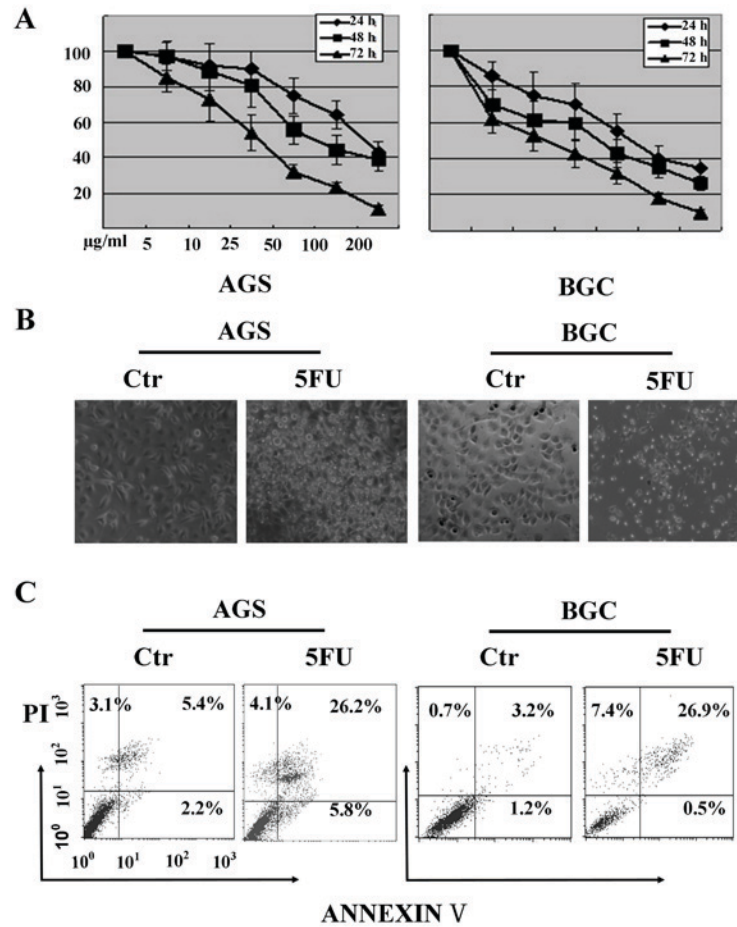 A
24 h
48 h
72 h
24 h
48 h
72 h
100
80
60
40
20
µg/ml 5 10 25 50 100 200
AGS BGC
B
AGS BGC
Ctr 5FU Ctr 5FU
C
AGS BGC
Ctr 5FU Ctr 5FU
PI
10³
10²
10¹
10⁰
3.1% 5.4%
2.2%
4.1% 26.2%
5.8%
0.7% 3.2%
1.2%
7.4% 26.9%
0.5%
10⁰ 10¹ 10² 10³
ANNEXIN V